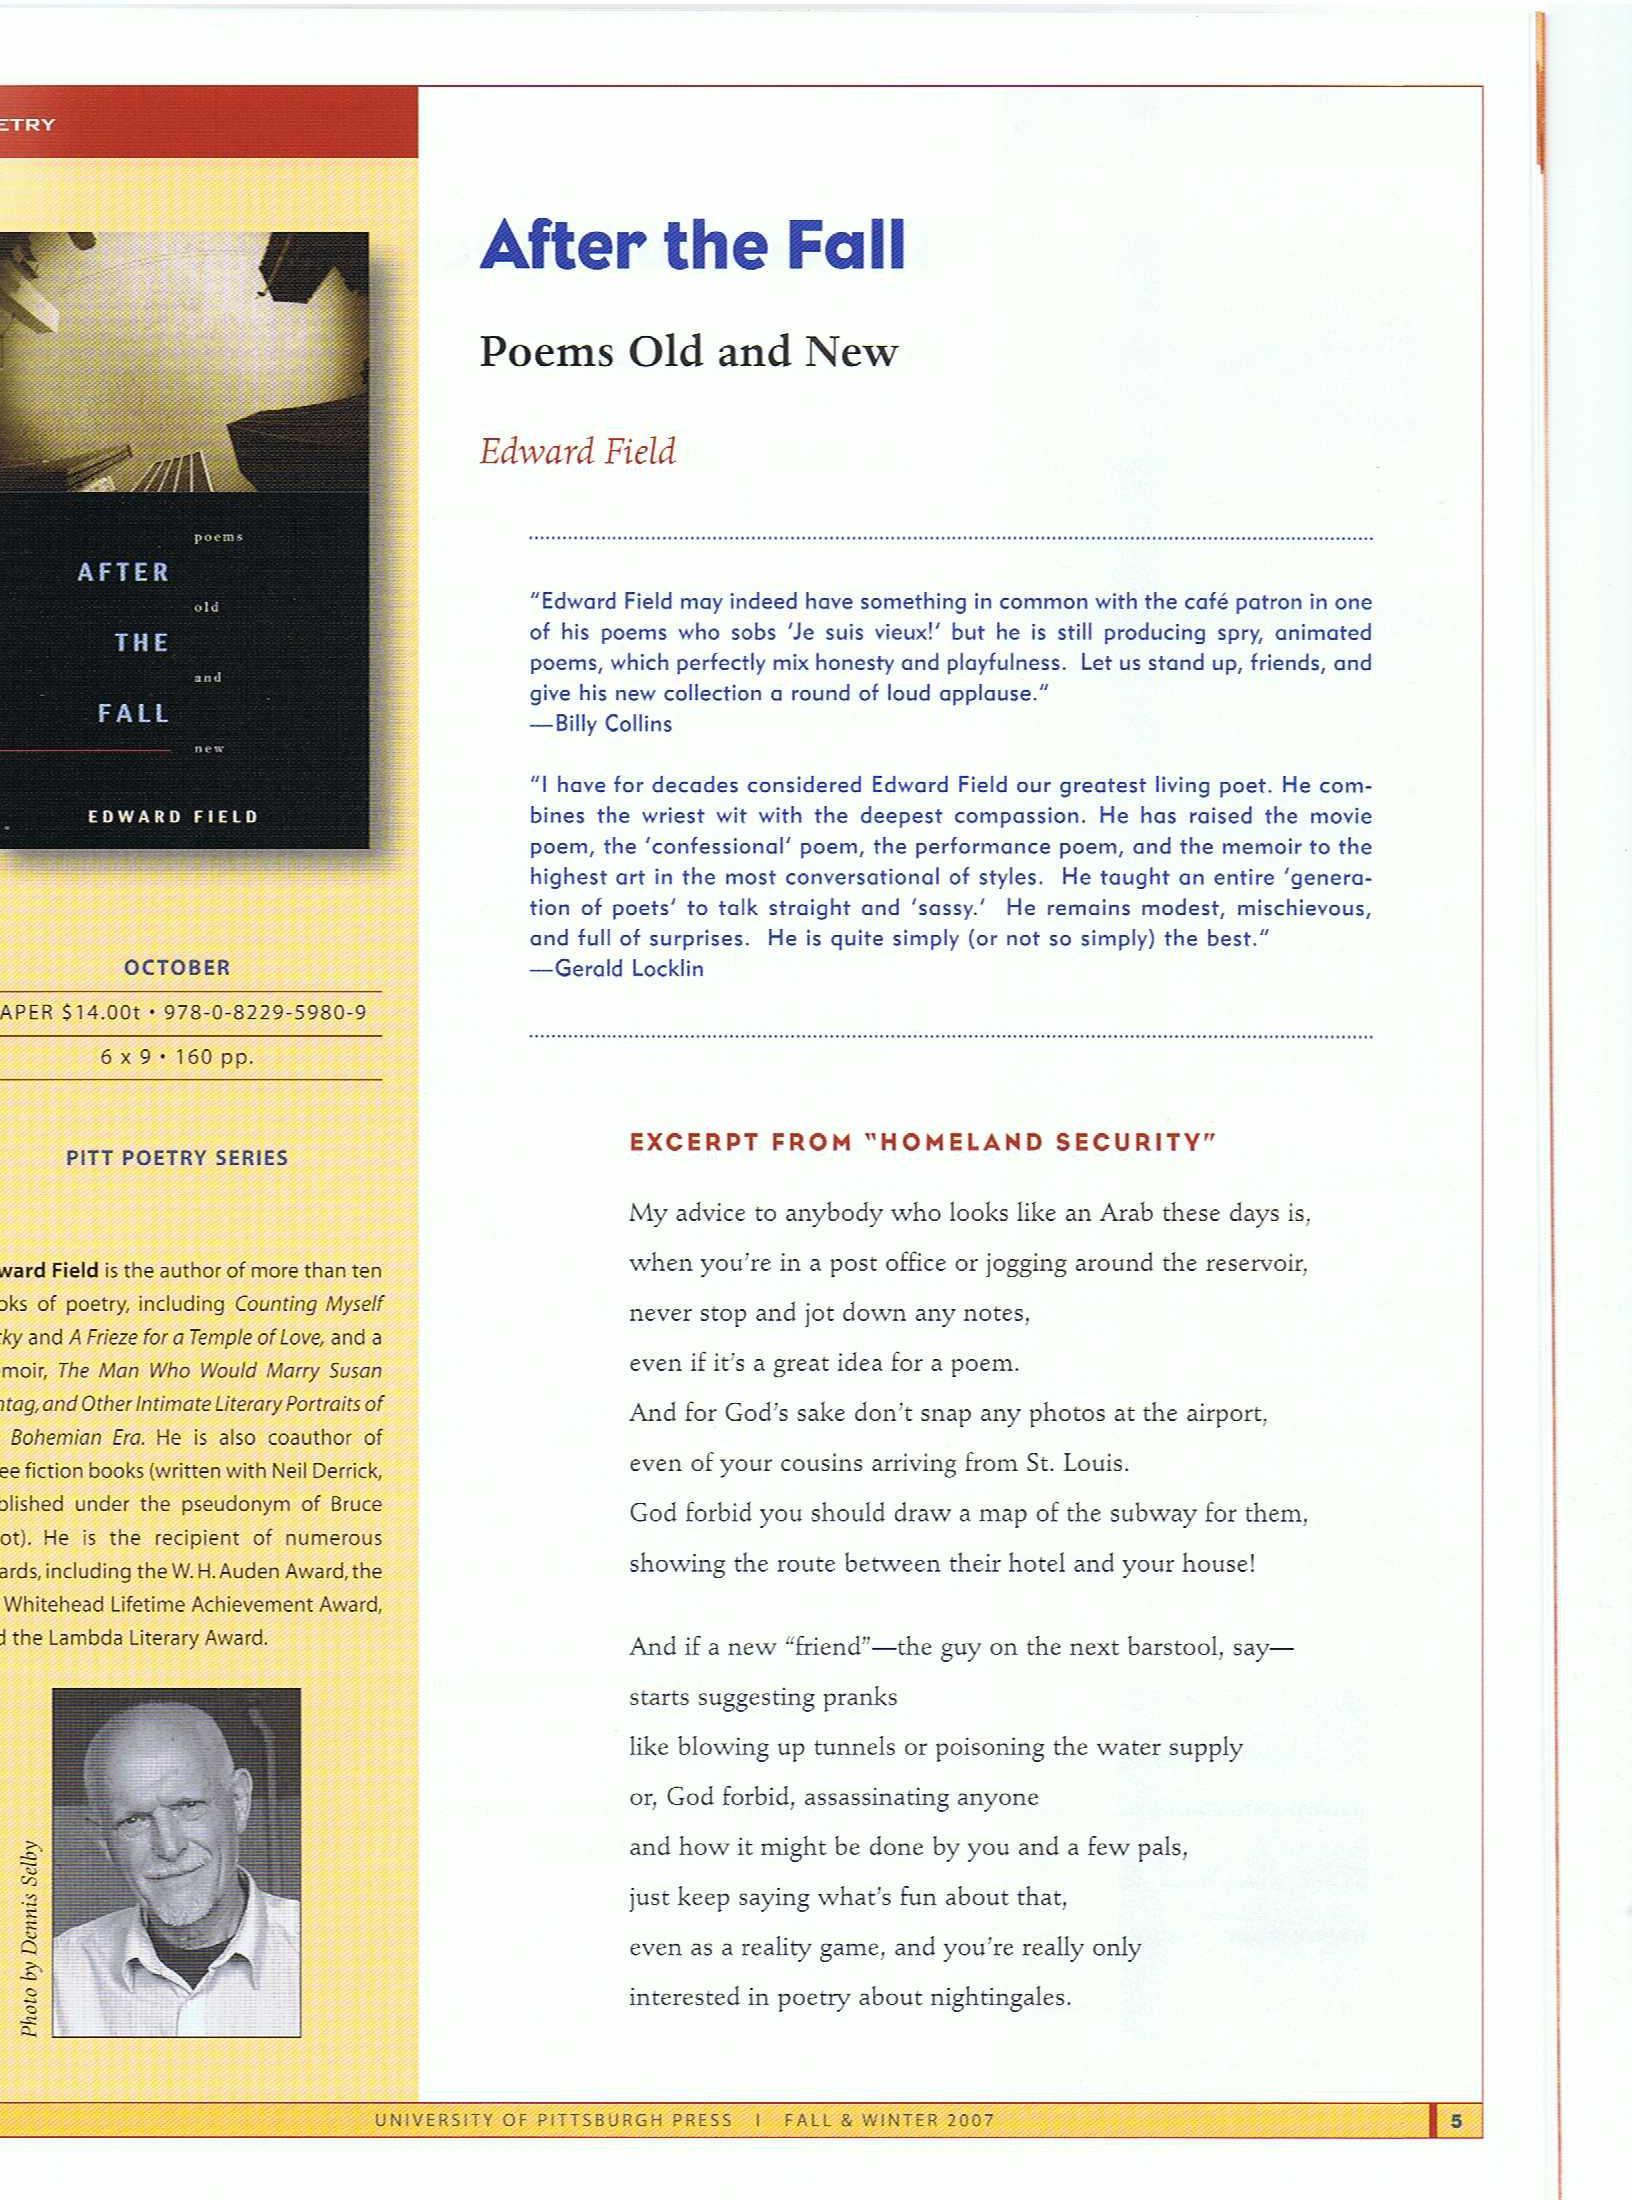 ETRY
poems
AFTER
old
THE
and
FALL
new
EDWARD FIELD
OCTOBER
APER $14.00t • 978-0-8229-5980-9
6 x 9 • 160 pp.
PITT POETRY SERIES
ward Field is the author of more than ten
oks of poetry, including Counting Myself
cky and A Frieze for a Temple of Love, and a
moir, The Man Who Would Marry Susan
ntag, and Other Intimate Literary Portraits of
Bohemian Era. He is also coauthor of
ee fiction books (written with Neil Derrick,
blished under the pseudonym of Bruce
ot). He is the recipient of numerous
ards, including the W. H. Auden Award, the
Whitehead Lifetime Achievement Award,
d the Lambda Literary Award.
Photo by Dennis Selby
After the Fall
Poems Old and New
Edward Field
“Edward Field may indeed have something in common with the café patron in one
of his poems who sobs ‘Je suis vieux!’ but he is still producing spry, animated
poems, which perfectly mix honesty and playfulness. Let us stand up, friends, and
give his new collection a round of loud applause.”
—Billy Collins
“I have for decades considered Edward Field our greatest living poet. He com-
bines the wriest wit with the deepest compassion. He has raised the movie
poem, the ‘confessional’ poem, the performance poem, and the memoir to the
highest art in the most conversational of styles. He taught an entire ‘genera-
tion of poets’ to talk straight and ‘sassy.’ He remains modest, mischievous,
and full of surprises. He is quite simply (or not so simply) the best.”
—Gerald Locklin
EXCERPT FROM “HOMELAND SECURITY”
My advice to anybody who looks like an Arab these days is,
when you’re in a post office or jogging around the reservoir,
never stop and jot down any notes,
even if it’s a great idea for a poem.
And for God’s sake don’t snap any photos at the airport,
even of your cousins arriving from St. Louis.
God forbid you should draw a map of the subway for them,
showing the route between their hotel and your house!
And if a new “friend”—the guy on the next barstool, say—
starts suggesting pranks
like blowing up tunnels or poisoning the water supply
or, God forbid, assassinating anyone
and how it might be done by you and a few pals,
just keep saying what’s fun about that,
even as a reality game, and you’re really only
interested in poetry about nightingales.
UNIVERSITY OF PITTSBURGH PRESS | FALL & WINTER 2007
5